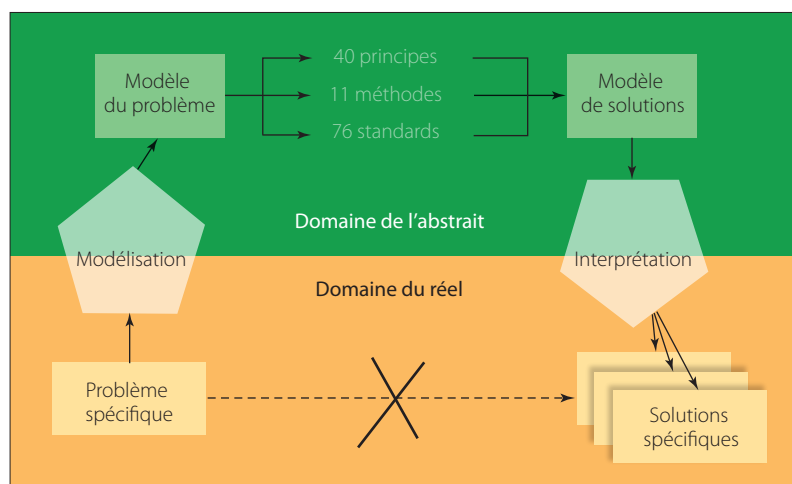 Modèle
du problème
40 principes
11 méthodes
76 standards
Modèle
de solutions
Domaine de l'abstrait
Modélisation
Interprétation
Domaine du réel
Problème
spécifique
Solutions
spécifiques